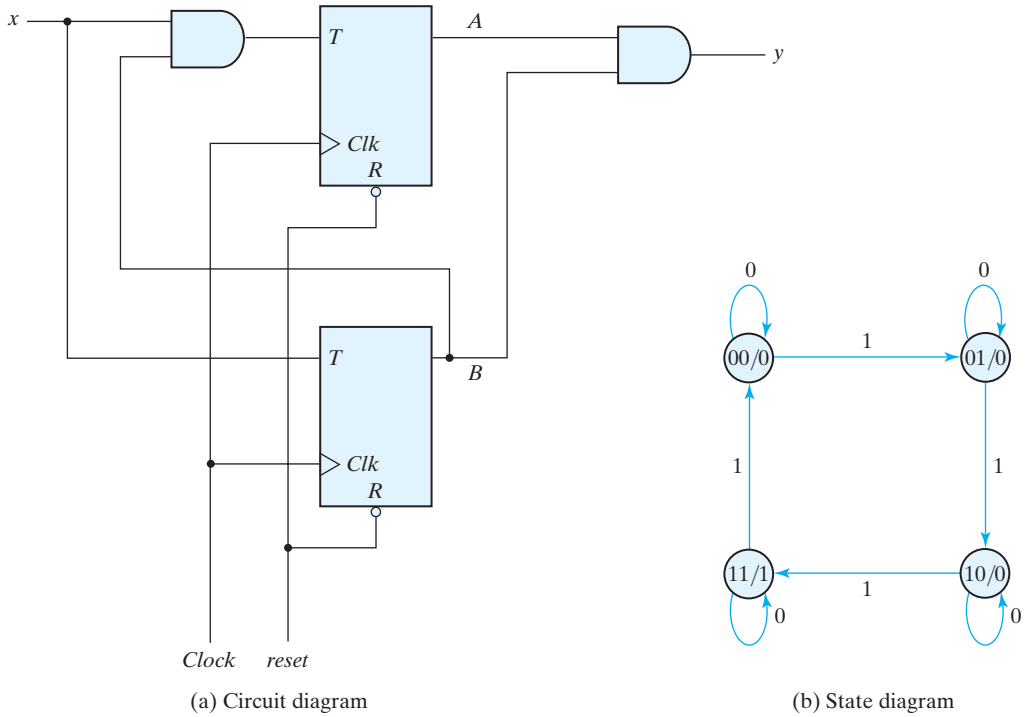 x
T
A
y
Clk
R
T
B
Clk
R
Clock
reset
(a) Circuit diagram
0
0
00/0
1
01/0
1
1
11/1
1
10/0
0
0
(b) State diagram